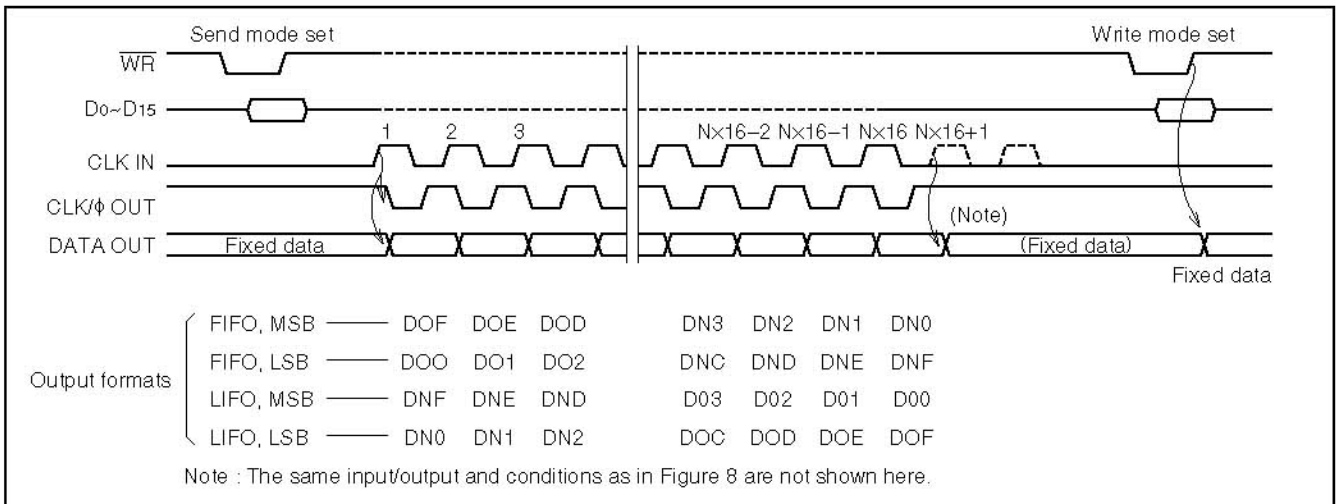 Send mode set Write mode set
WR
D0~D15
1 2 3 N×16−2 N×16−1 N×16 N×16+1
CLK IN
CLK/ϕ OUT
(Note)
DATA OUT Fixed data (Fixed data)
Fixed data
FIFO, MSB DOF DOE DOD DN3 DN2 DN1 DN0
FIFO, LSB DOO DO1 DO2 DNC DND DNE DNF
Output formats
LIFO, MSB DNF DNE DND D03 D02 D01 D00
LIFO, LSB DN0 DN1 DN2 DOC DOD DOE DOF
Note : The same input/output and conditions as in Figure 8 are not shown here.